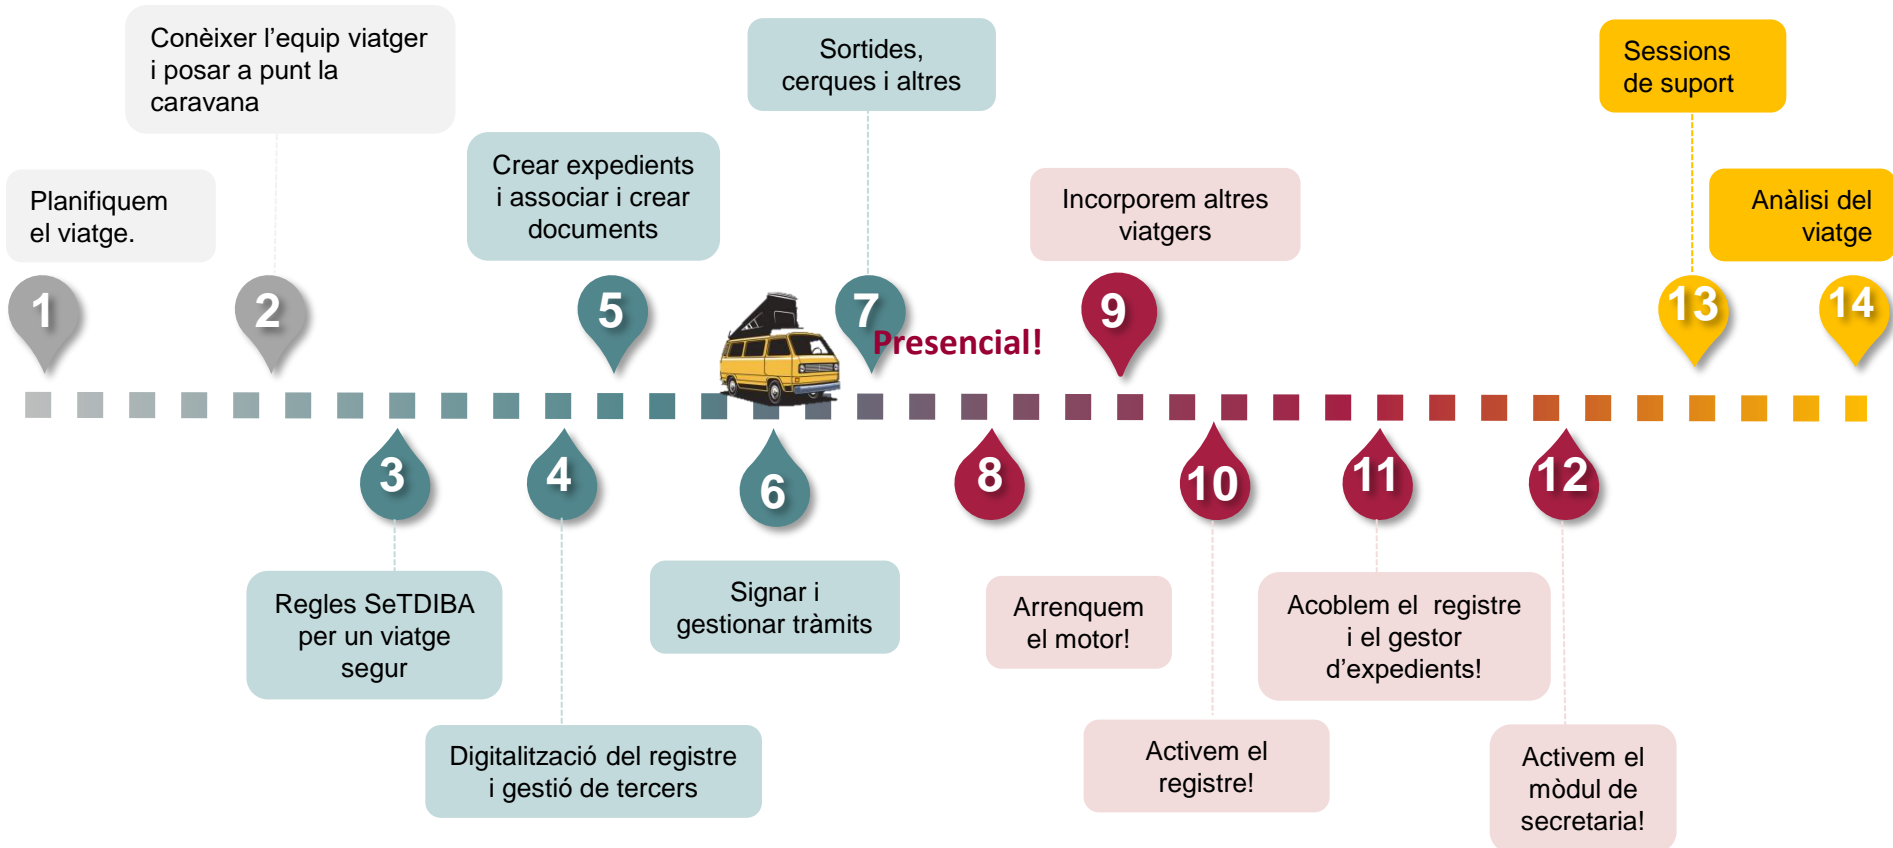 Conèixer l’equip viatger
i posar a punt la
caravana
Sortides,
cerques i altres
Sessions
de suport
Crear expedients
i associar i crear
documents
Planifiquem
el viatge.
Incorporem altres
viatgers
Anàlisi del
viatge
1
2
5
7
Presencial!
9
13
14
3
4
6
8
10
11
12
Regles SeTDIBA
per un viatge
segur
Signar i
gestionar tràmits
Arrenquem
el motor!
Acoblem el registre
i el gestor
d’expedients!
Digitalització del registre
i gestió de tercers
Activem el
registre!
Activem el
mòdul de
secretaria!